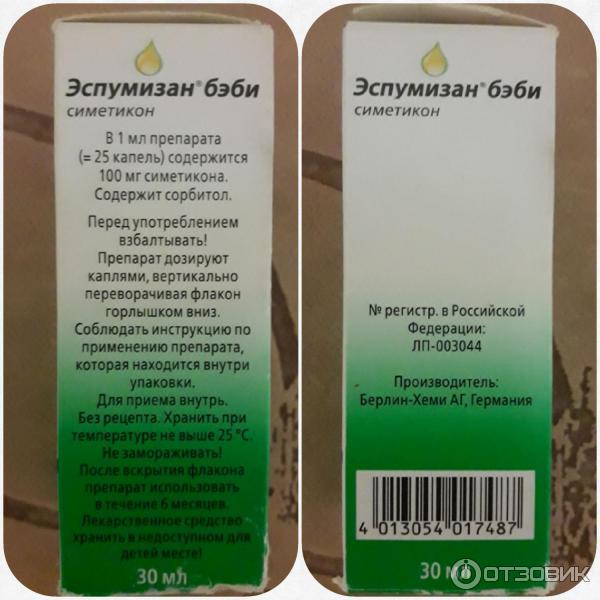 Эспумизан® бэби
симетикон
В 1 мл препарата
(= 25 капель) содержится
100 мг симетикона.
Содержит сорбитол.
Перед употреблением
взбалтывать!
Препарат дозируют
каплями, вертикально
переворачивая флакон
горлышком вниз.
Соблюдать инструкцию по
применению препарата,
которая находится внутри
упаковки.
Для приема внутрь.
Без рецепта. Хранить при
температуре не выше 25 °C.
Не замораживать!
После вскрытия флакона
препарат использовать
в течение 6 месяцев.
Лекарственное средство
хранить в недоступном для
детей месте!
30 мл
Эспумизан® бэби
симетикон
№ регистр. в Российской
Федерации:
ЛП-003044
Производитель:
Берлин-Хеми АГ, Германия
4 013054 017487
30 мл
ОТЗОВИК